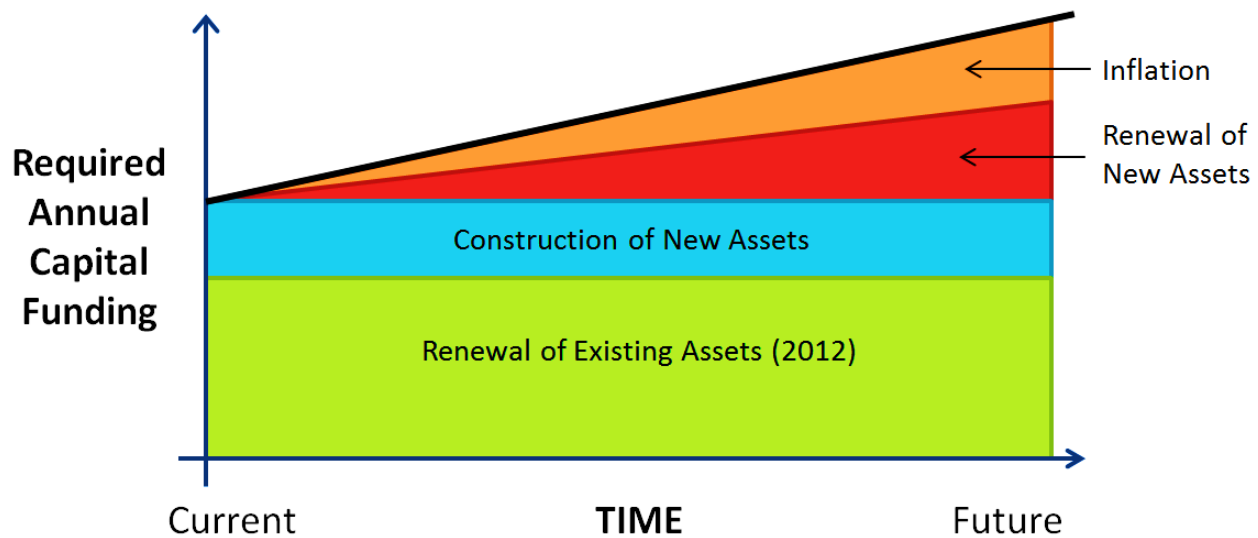 Inflation
Renewal of
New Assets
Required
Annual
Capital
Funding
Construction of New Assets
Renewal of Existing Assets (2012)
Current
TIME
Future